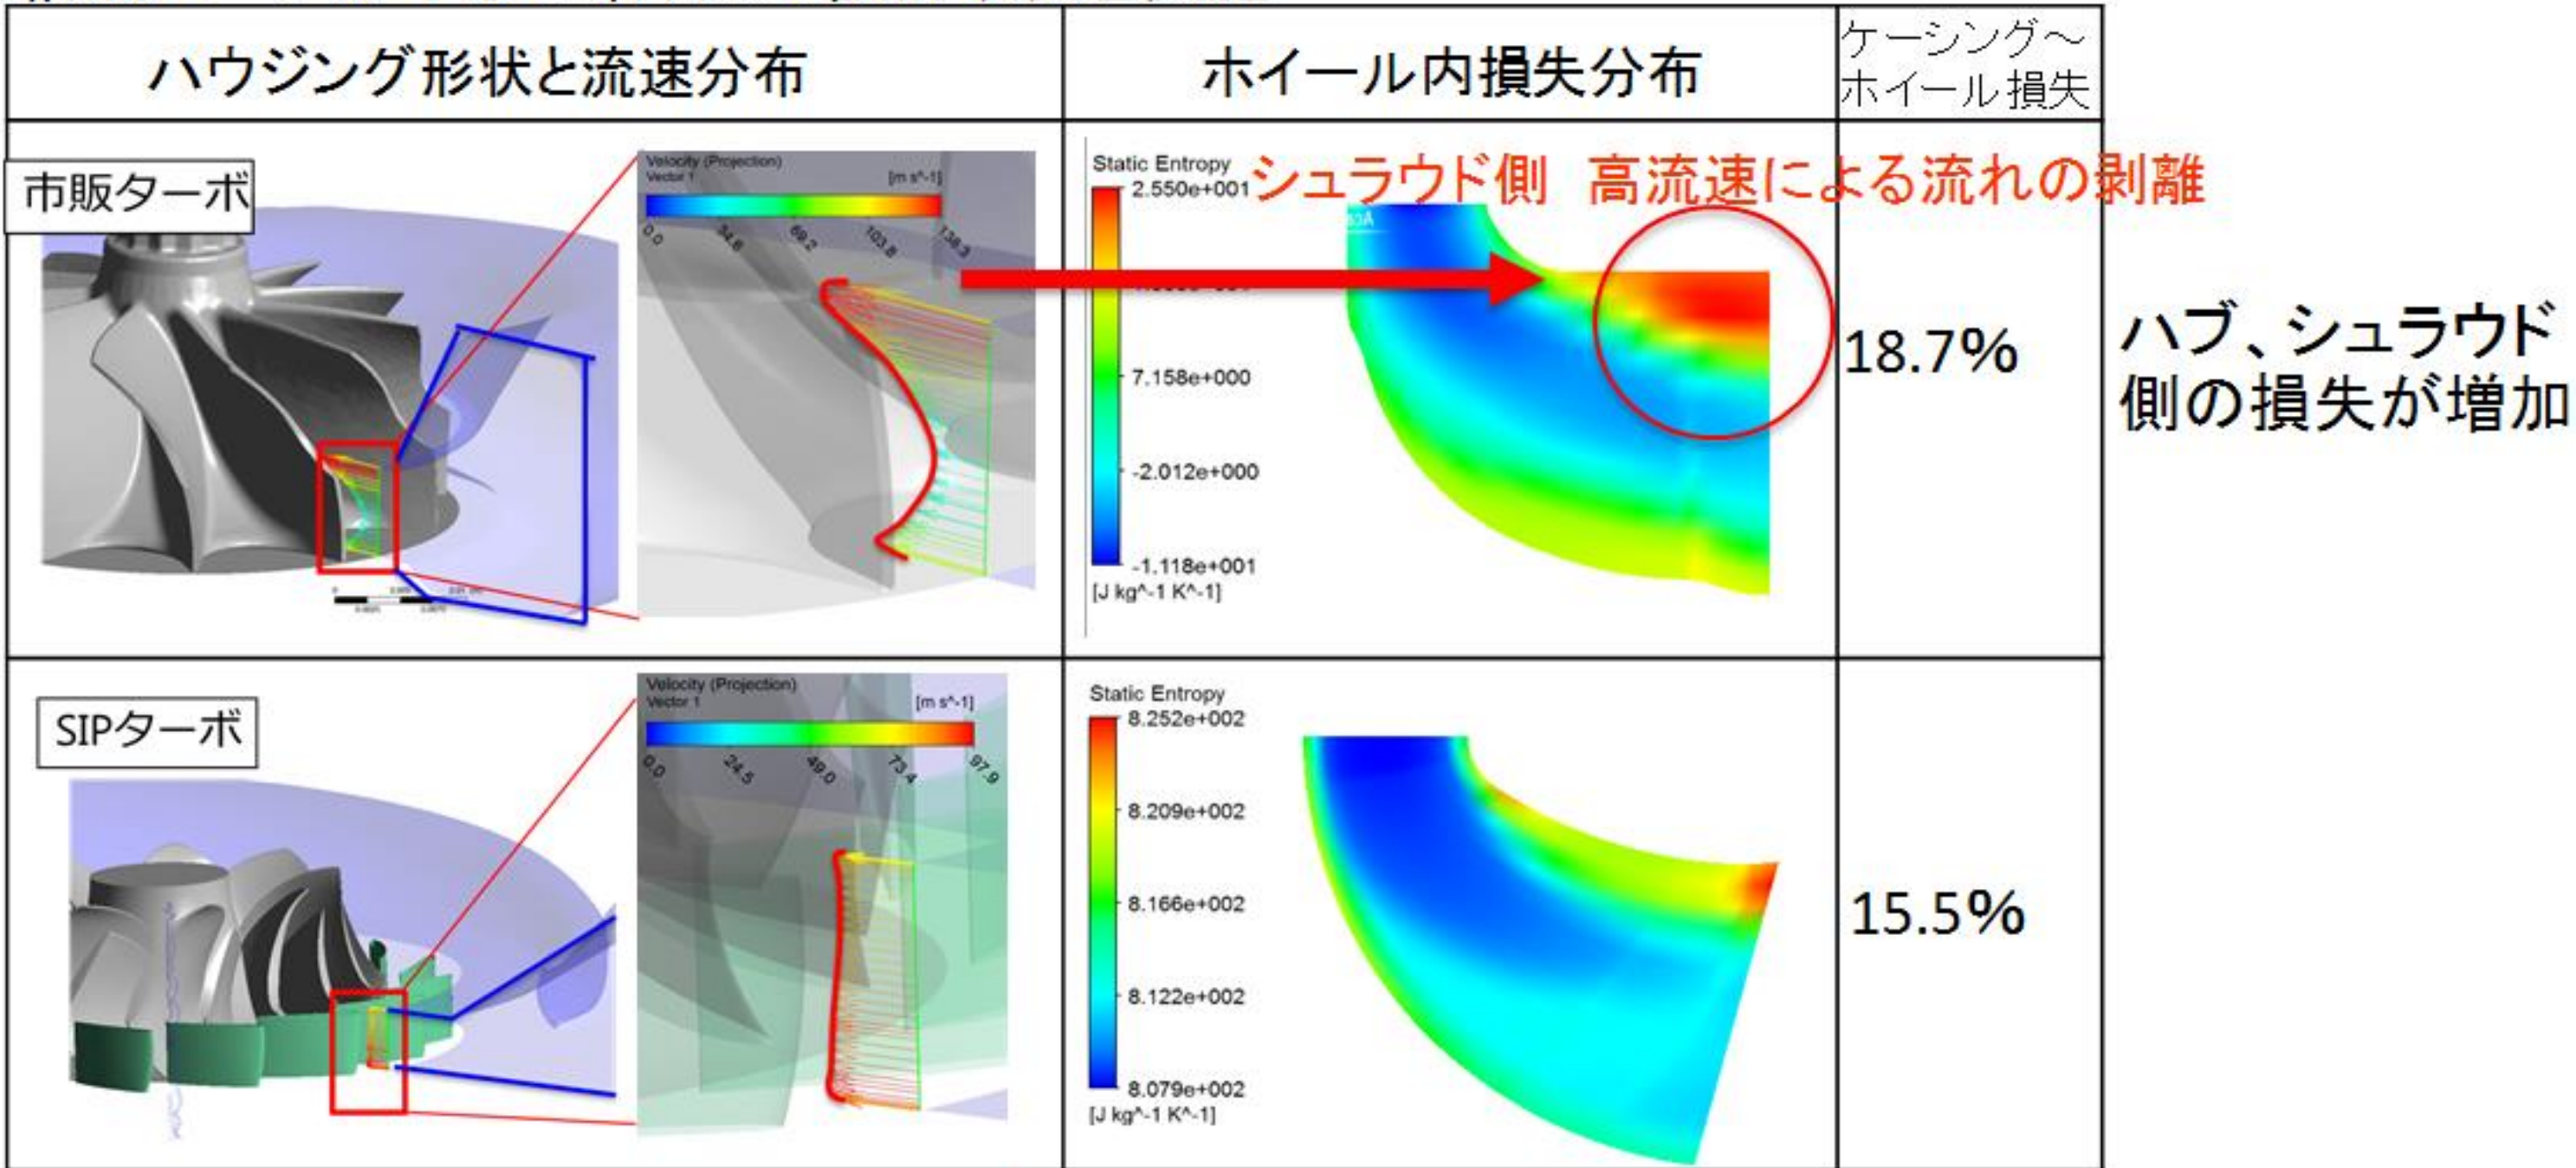 ハウジング形状と流速分布
ホイール内損失分布
ケーシング～
ホイール損失
市販ターボ
Velocity (Projection)
Vector 1
[m s^-1]
0.0
34.6
69.2
103.8
138.3
Static Entropy
2.550e+001
7.158e+000
-2.012e+000
-1.118e+001
[J kg^-1 K^-1]
シュラウド側 高流速による流れの剥離
18.7%
ハブ、シュラウド
側の損失が増加
SIPターボ
Velocity (Projection)
Vector 1
[m s^-1]
0.0
24.5
49.0
73.4
97.9
Static Entropy
8.252e+002
8.209e+002
8.166e+002
8.122e+002
8.079e+002
[J kg^-1 K^-1]
15.5%